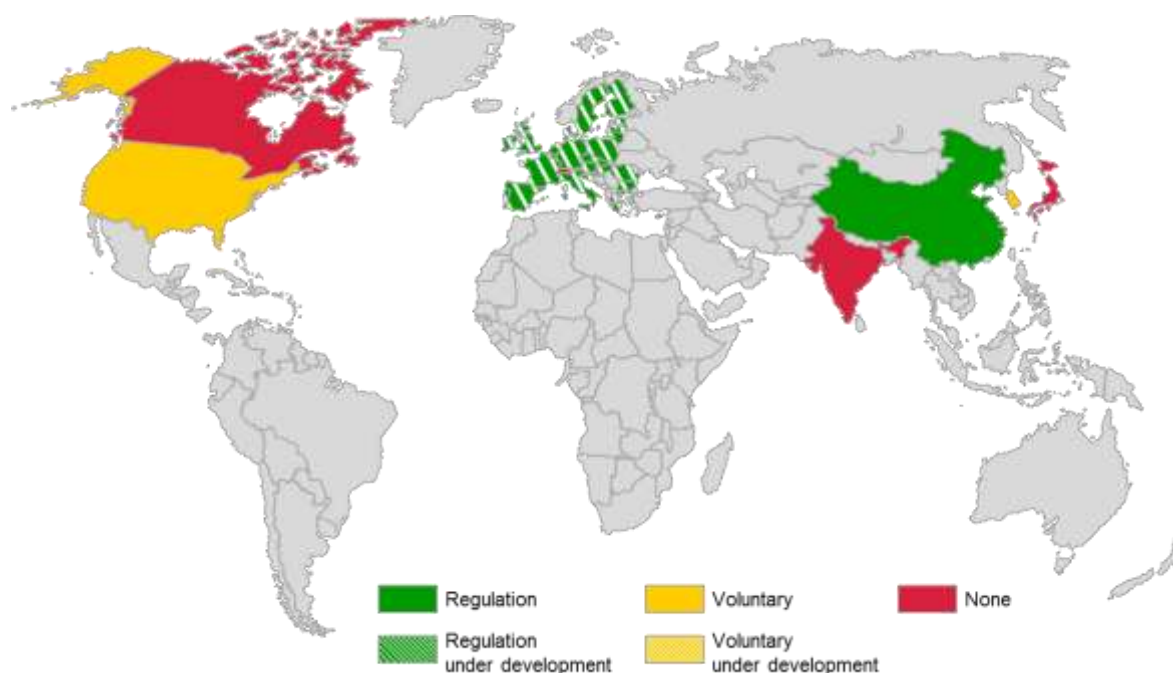 Regulation
Voluntary
None
Regulation
under development
Voluntary
under development